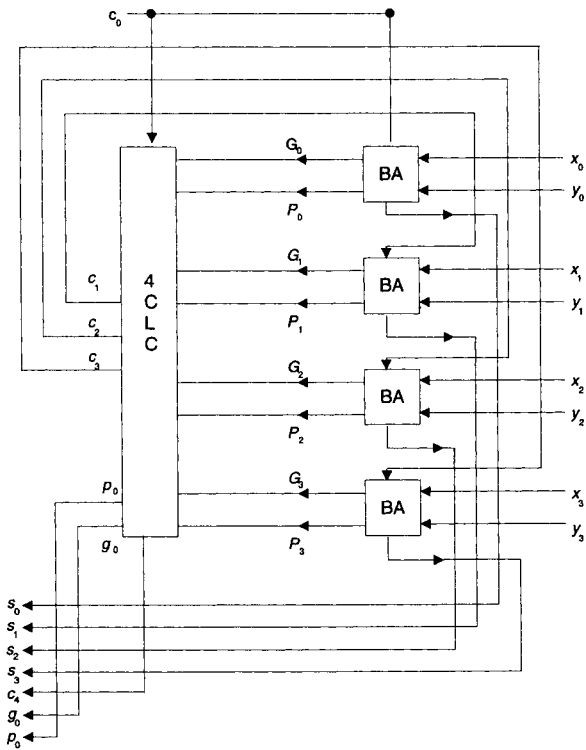 c₀
G₀
BA
x₀
P₀
y₀
4
C
L
C
G₁
BA
x₁
c₁
P₁
y₁
c₂
c₃
G₂
BA
x₂
P₂
y₂
p₀
G₃
BA
x₃
g₀
P₃
y₃
s₀
s₁
s₂
s₃
c₄
g₀
p₀